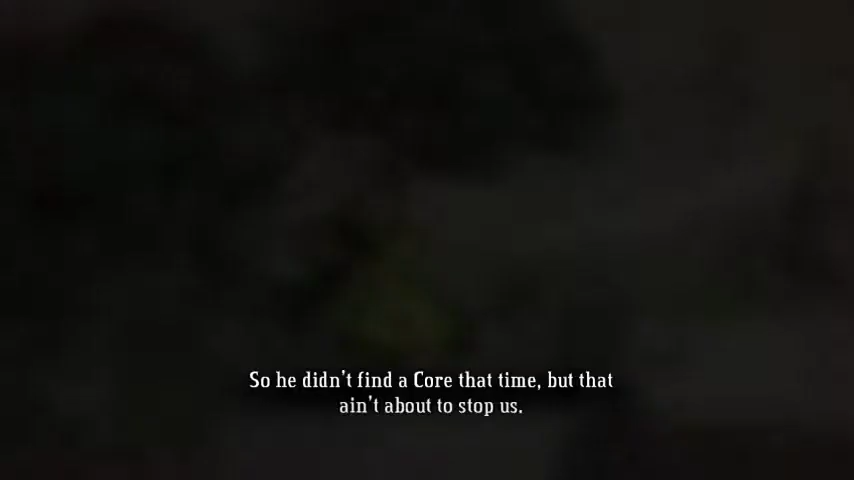 So he didn't find a Core that time, but that
ain't about to stop us.